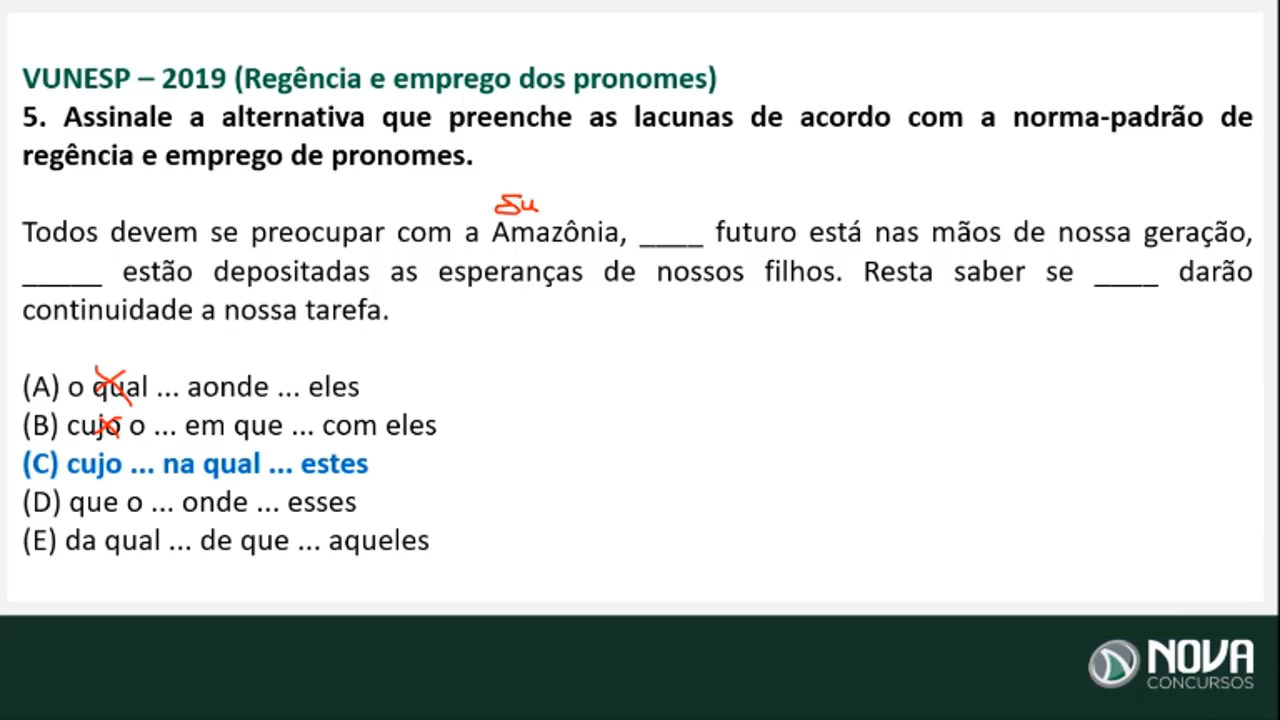 VUNESP – 2019 (Regência e emprego dos pronomes)
5. Assinale a alternativa que preenche as lacunas de acordo com a norma-padrão de
regência e emprego de pronomes.
su
Todos devem se preocupar com a Amazônia, ____ futuro está nas mãos de nossa geração,
_____ estão depositadas as esperanças de nossos filhos. Resta saber se ____ darão
continuidade a nossa tarefa.
(A) o qual ... aonde ... eles
(B) cujo o ... em que ... com eles
(C) cujo ... na qual ... estes
(D) que o ... onde ... esses
(E) da qual ... de que ... aqueles
NOVA
CONCURSOS